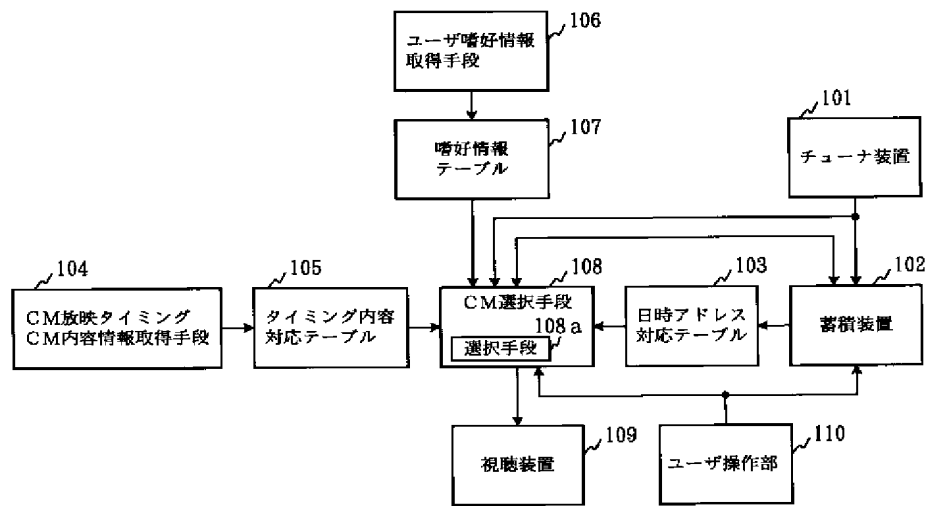 106
ユーザ嗜好情報
取得手段
107
嗜好情報
テーブル
101
チューナ装置
104
CM放映タイミング
CM内容情報取得手段
105
タイミング内容
対応テーブル
108
CM選択手段
108a
選択手段
103
日時アドレス
対応テーブル
102
蓄積装置
109
視聴装置
110
ユーザ操作部